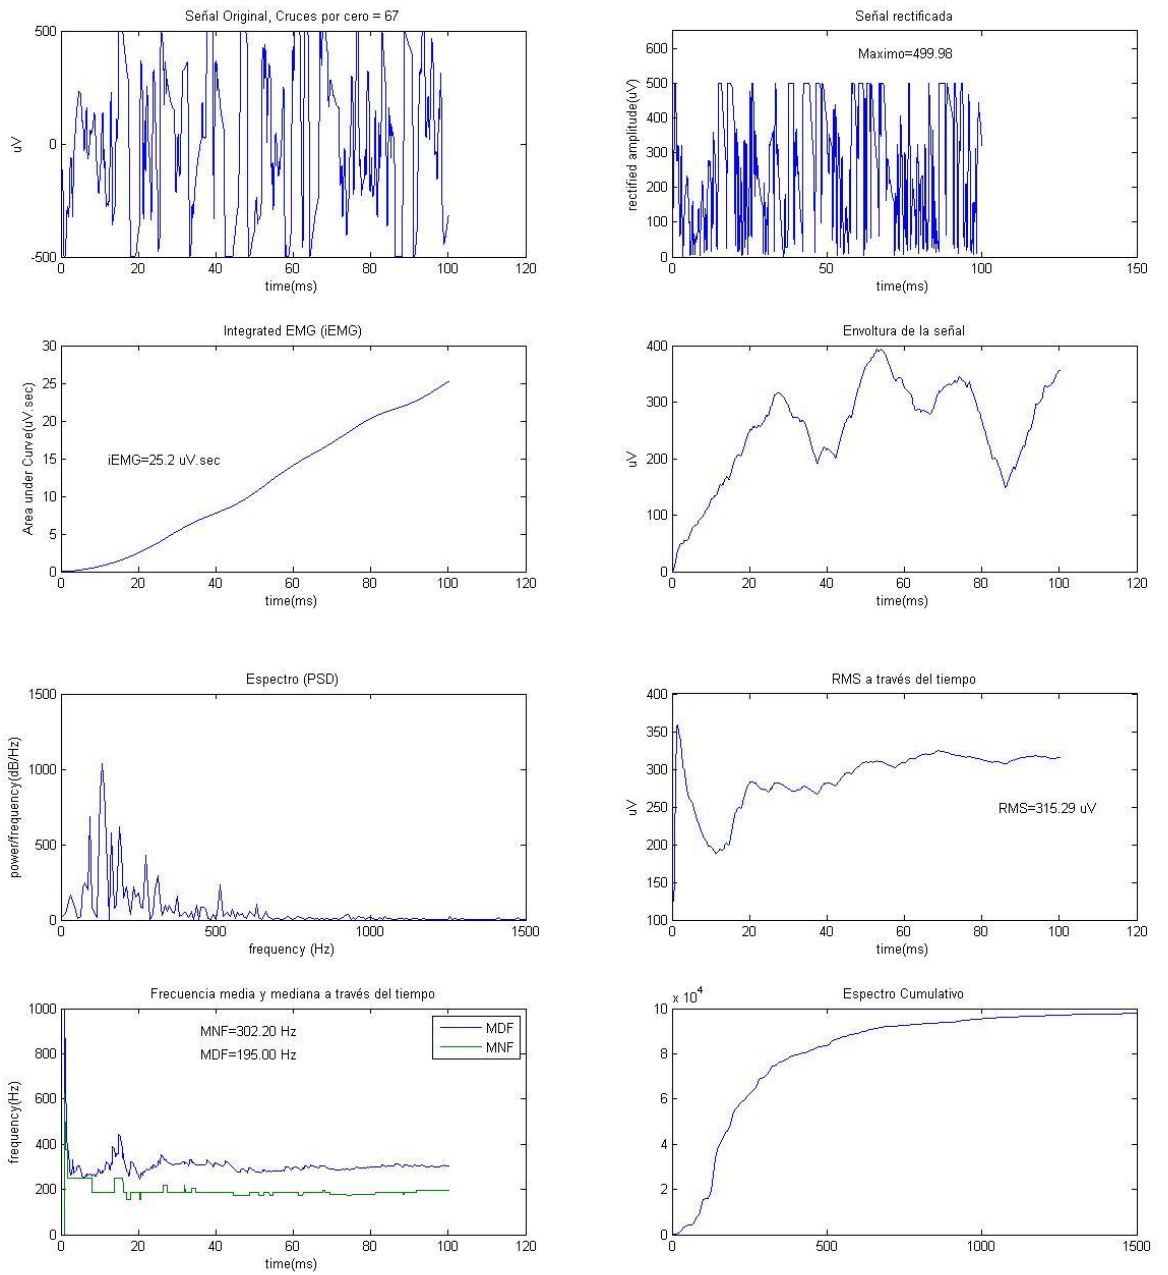 Señal Original, Cruces por cero = 67
500
0
-500
uV
0 20 40 60 80 100 120
time(ms)
Señal rectificada
Maximo=499.98
600
500
400
300
200
100
0
rectified amplitude(uV)
0 50 100 150
time(ms)
Integrated EMG (iEMG)
30
25
20
15
10
5
0
Area under Curve(uV.sec)
iEMG=25.2 uV.sec
0 20 40 60 80 100 120
time(ms)
Envoltura de la señal
400
300
200
100
0
uV
0 20 40 60 80 100 120
time(ms)
Espectro (PSD)
1500
1000
500
0
power/frequency(dB/Hz)
0 500 1000 1500
frequency (Hz)
RMS a través del tiempo
400
350
300
250
200
150
100
uV
RMS=315.29 uV
0 20 40 60 80 100 120
time(ms)
Frecuencia media y mediana a través del tiempo
1000
800
600
400
200
0
frequency(Hz)
MNF=302.20 Hz
MDF=195.00 Hz
MDF
MNF
0 20 40 60 80 100 120
time(ms)
Espectro Cumulativo
x 10^4
10
8
6
4
2
0
0 500 1000 1500